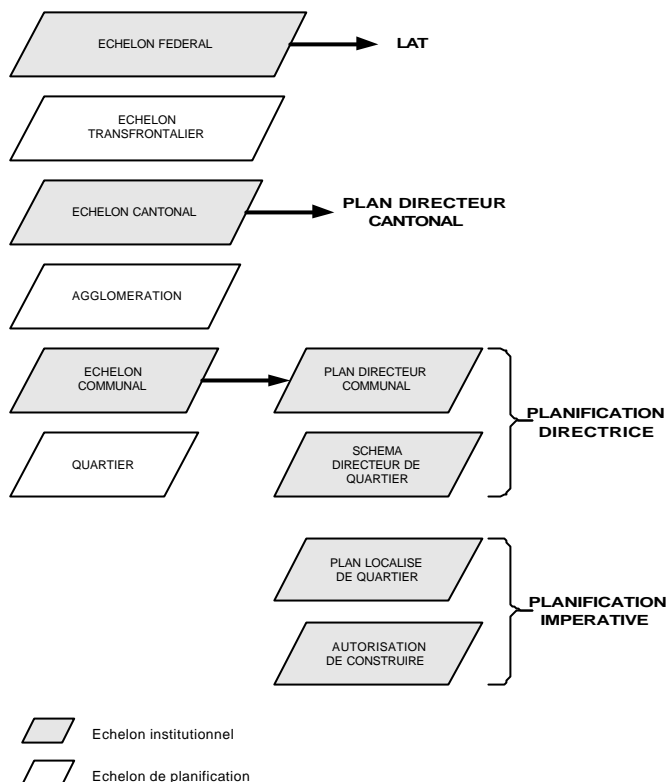 ECHELON FEDERAL
LAT
ECHELON
TRANSFRONTALIER
ECHELON CANTONAL
PLAN DIRECTEUR
CANTONAL
AGGLOMERATION
ECHELON
COMMUNAL
PLAN DIRECTEUR
COMMUNAL
PLANIFICATION
DIRECTRICE
QUARTIER
SCHEMA
DIRECTEUR DE
QUARTIER
PLAN LOCALISE
DE QUARTIER
PLANIFICATION
IMPERATIVE
AUTORISATION
DE CONSTRUIRE
Echelon institutionnel
Echelon de planification